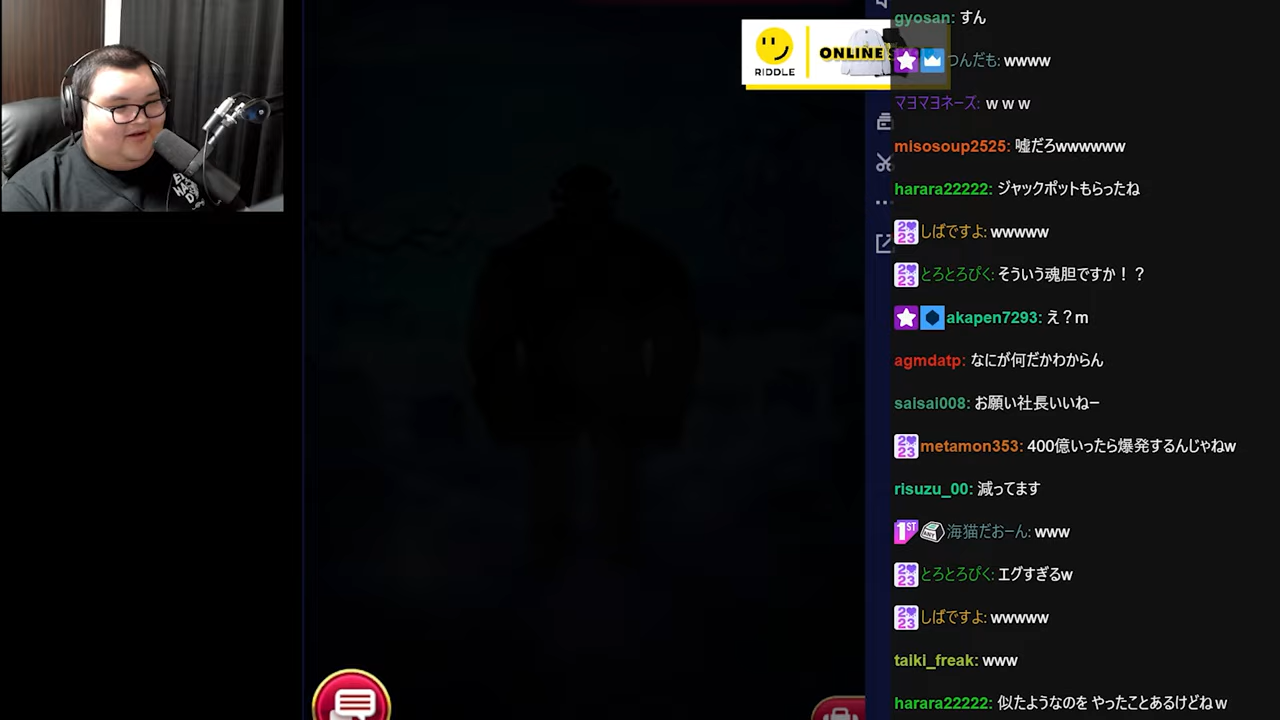 RIDDLE
ONLINE
gyosan: すん
つんだも: wwww
マヨマヨネーズ: w w w
misosoup2525: 嘘だろwwwwww
harara22222: ジャックポットもらったね
しばですよ: wwwww
とろとろぴく: そういう魂胆ですか！？
akapen7293: え？m
agmdatp: なにが何だかわからん
saisai008: お願い社長いいねー
metamon353: 400億いったら爆発するんじゃねw
risuzu_00: 減ってます
1ST ANY 海猫だおーん: www
とろとろぴく: エグすぎるw
しばですよ: wwwww
taiki_freak: www
harara22222: 似たようなのを やったことあるけどねw